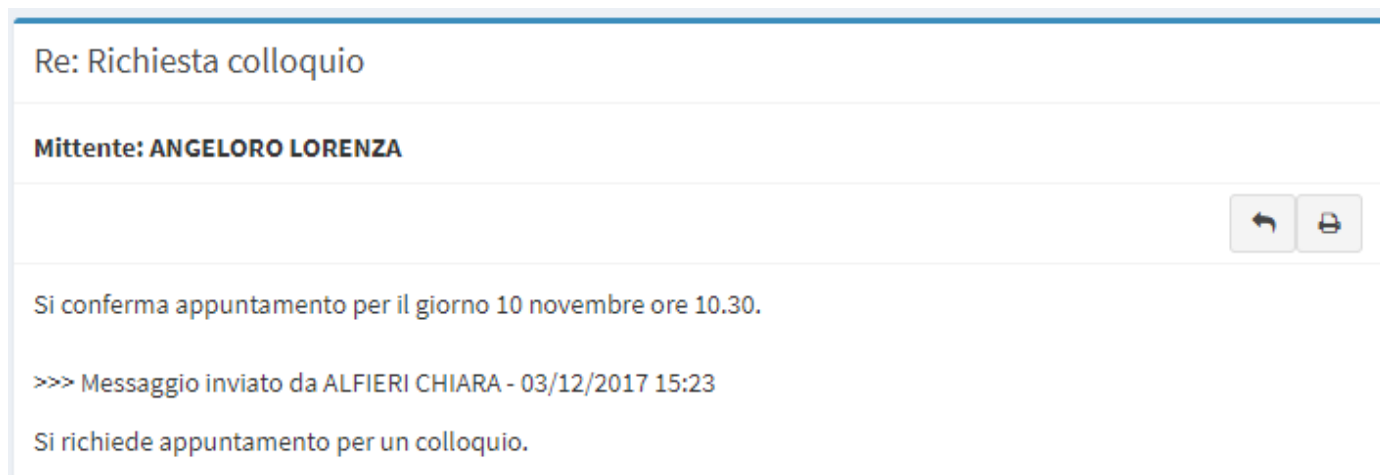 Re: Richiesta colloquio
Mittente: ANGELORO LORENZA
Si conferma appuntamento per il giorno 10 novembre ore 10.30.
>>> Messaggio inviato da ALFIERI CHIARA - 03/12/2017 15:23
Si richiede appuntamento per un colloquio.